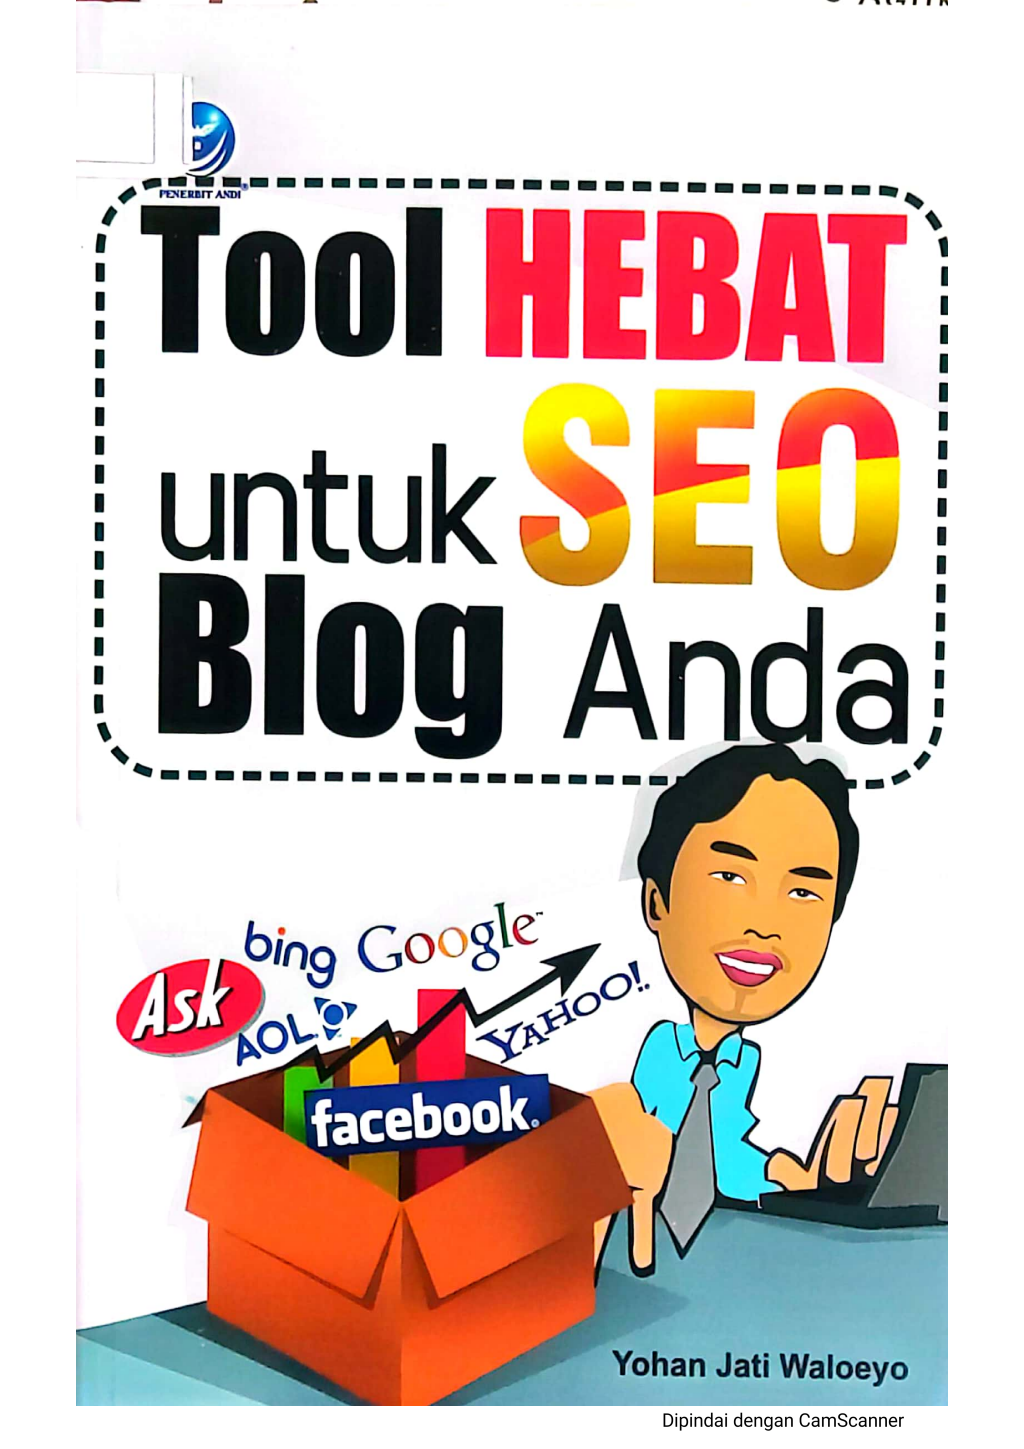 PENERBIT ANDI
Tool HEBAT
untuk SEO
Blog Anda
bing Google™
Ask
AOL
YAHOO!
facebook®
Yohan Jati Waloeyo
Dipindai dengan CamScanner